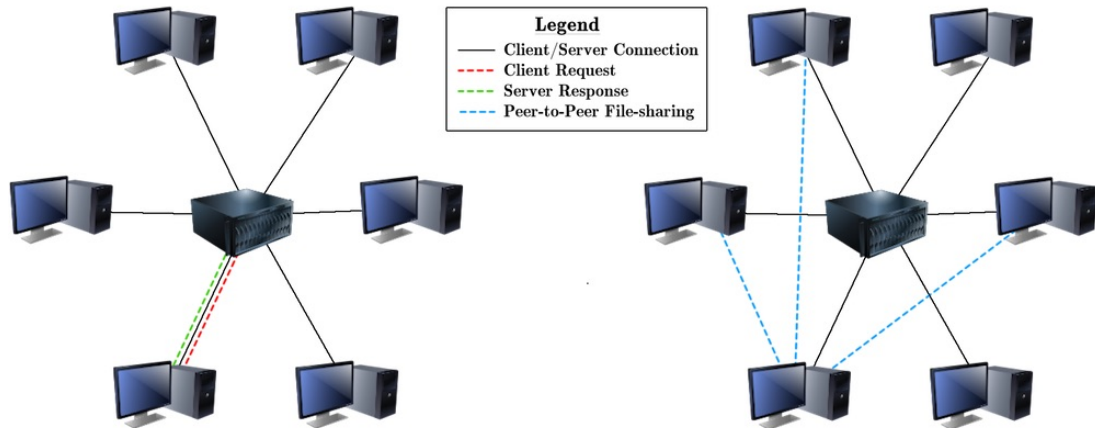 Legend
Client/Server Connection
Client Request
Server Response
Peer-to-Peer File-sharing